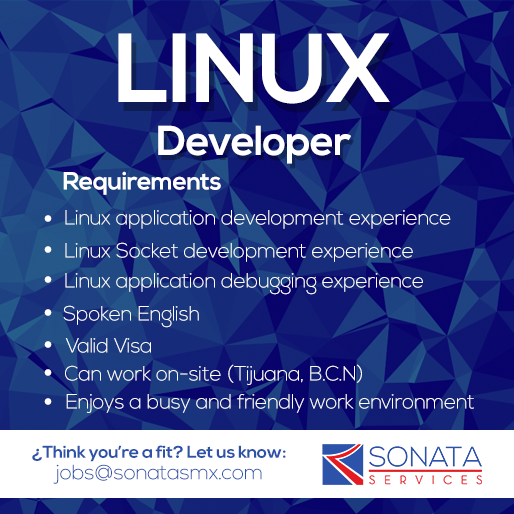 LINUX
Developer
Requirements
• Linux application development experience
• Linux Socket development experience
• Linux application debugging experience
• Spoken English
• Valid Visa
• Can work on-site (Tijuana, B.C.N)
• Enjoys a busy and friendly work environment
¿Think you're a fit? Let us know:
jobs@sonatasmx.com
SONATA
SERVICES